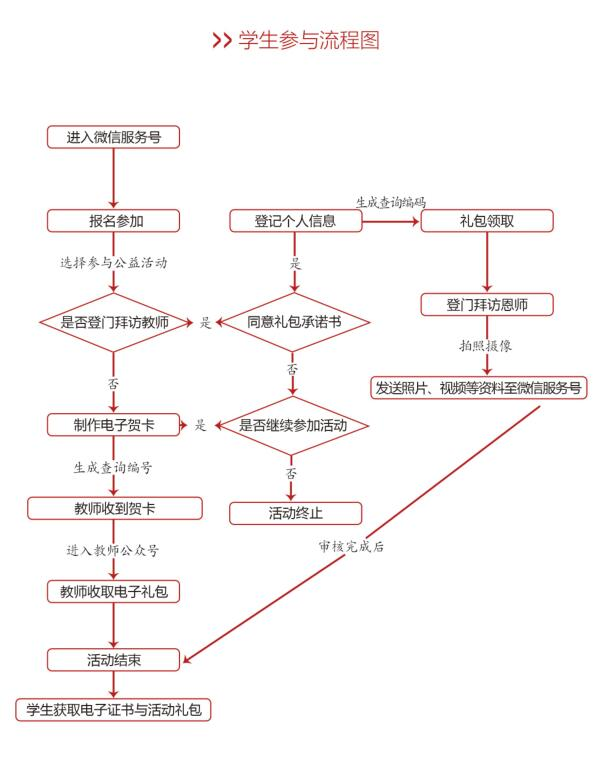 >> 学生参与流程图
进入微信服务号
报名参加
选择参与公益活动
是否登门拜访教师
是
否
制作电子贺卡
是
生成查询编号
教师收到贺卡
进入教师公众号
教师收取电子礼包
活动结束
学生获取电子证书与活动礼包
登记个人信息
是
同意礼包承诺书
否
是否继续参加活动
否
活动终止
生成查询编码
礼包领取
登门拜访恩师
拍照摄像
发送照片、视频等资料至微信服务号
审核完成后